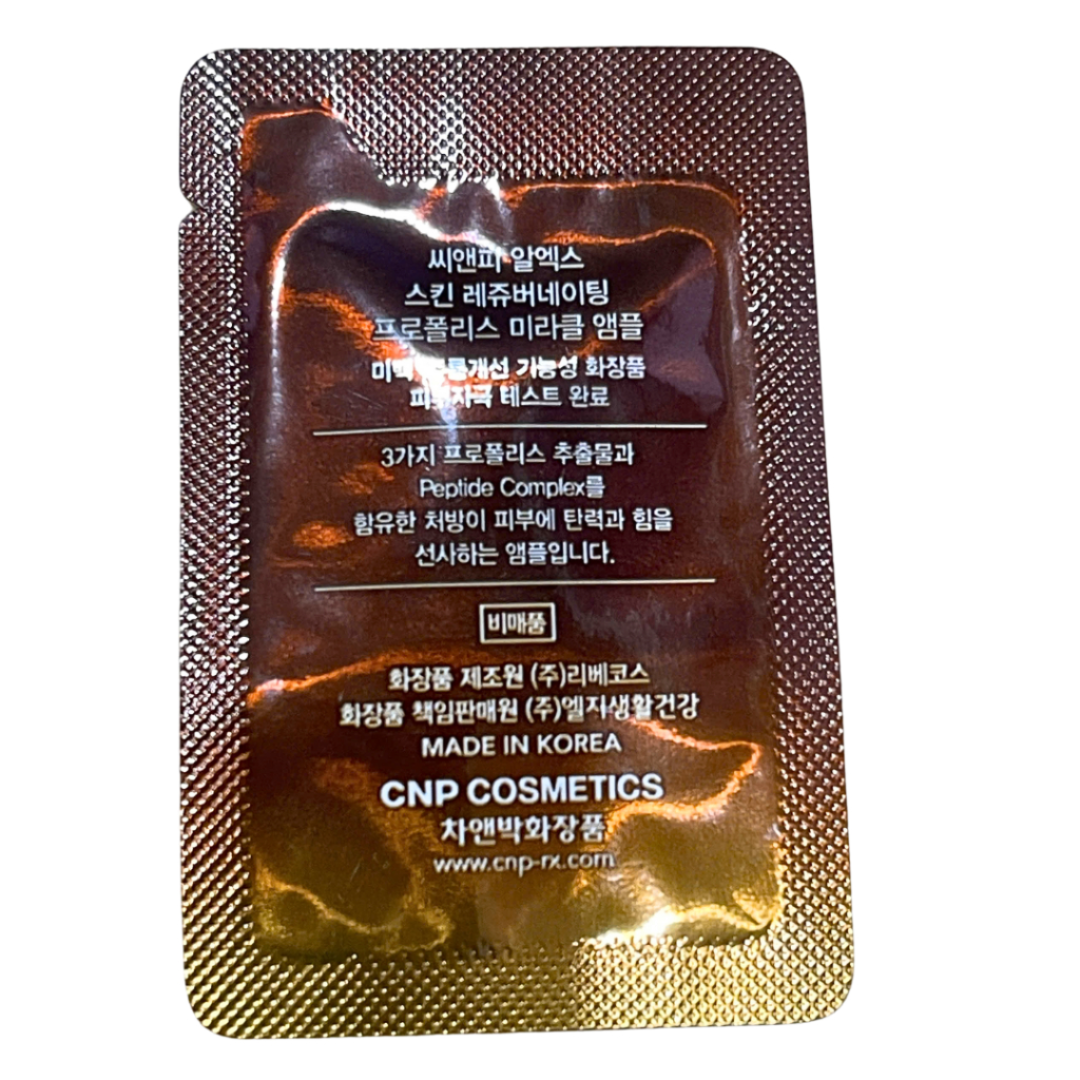 씨앤피 알엑스
스킨 레쥬버네이팅
프로폴리스 미라클 앰플
기능성 화장품
테스트 완료
3가지 프로폴리스 추출물과
Peptide Complex를
함유한 처방이 피부에 탄력과 힘을
선사하는 앰플입니다.
비매품
화장품 제조원 (주)리베코스
화장품 책임판매원 (주)엘지생활건강
MADE IN KOREA
CNP COSMETICS
차앤박화장품
www.cnp-rx.com